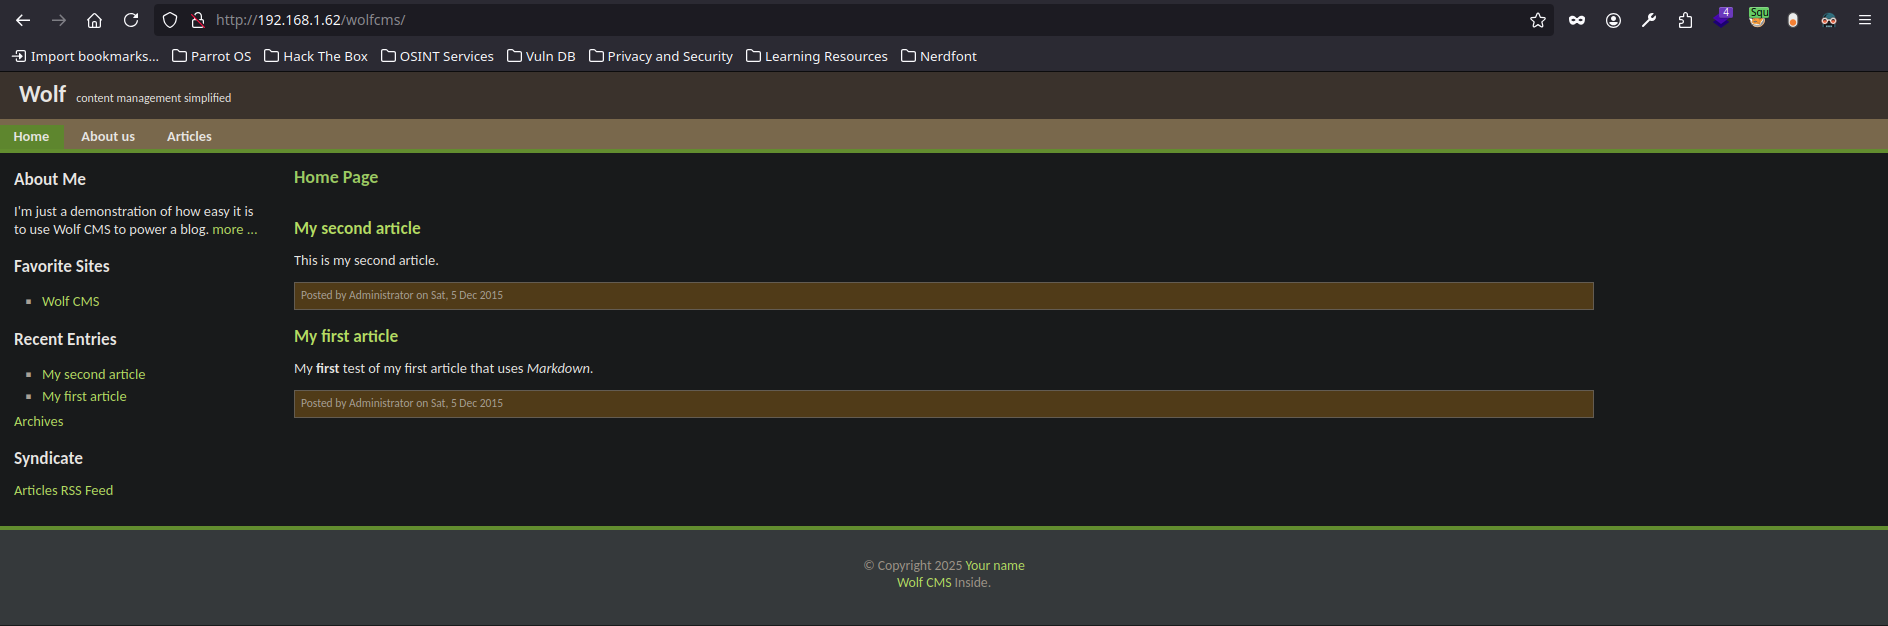 http://192.168.1.62/wolfcms/
4
Squ
Import bookmarks... Parrot OS Hack The Box OSINT Services Vuln DB Privacy and Security Learning Resources Nerdfont
Wolf content management simplified
Home About us Articles
About Me
I'm just a demonstration of how easy it is
to use Wolf CMS to power a blog. more ...
Favorite Sites
Wolf CMS
Recent Entries
My second article
My first article
Archives
Syndicate
Articles RSS Feed
Home Page
My second article
This is my second article.
Posted by Administrator on Sat, 5 Dec 2015
My first article
My first test of my first article that uses Markdown.
Posted by Administrator on Sat, 5 Dec 2015
© Copyright 2025 Your name
Wolf CMS Inside.